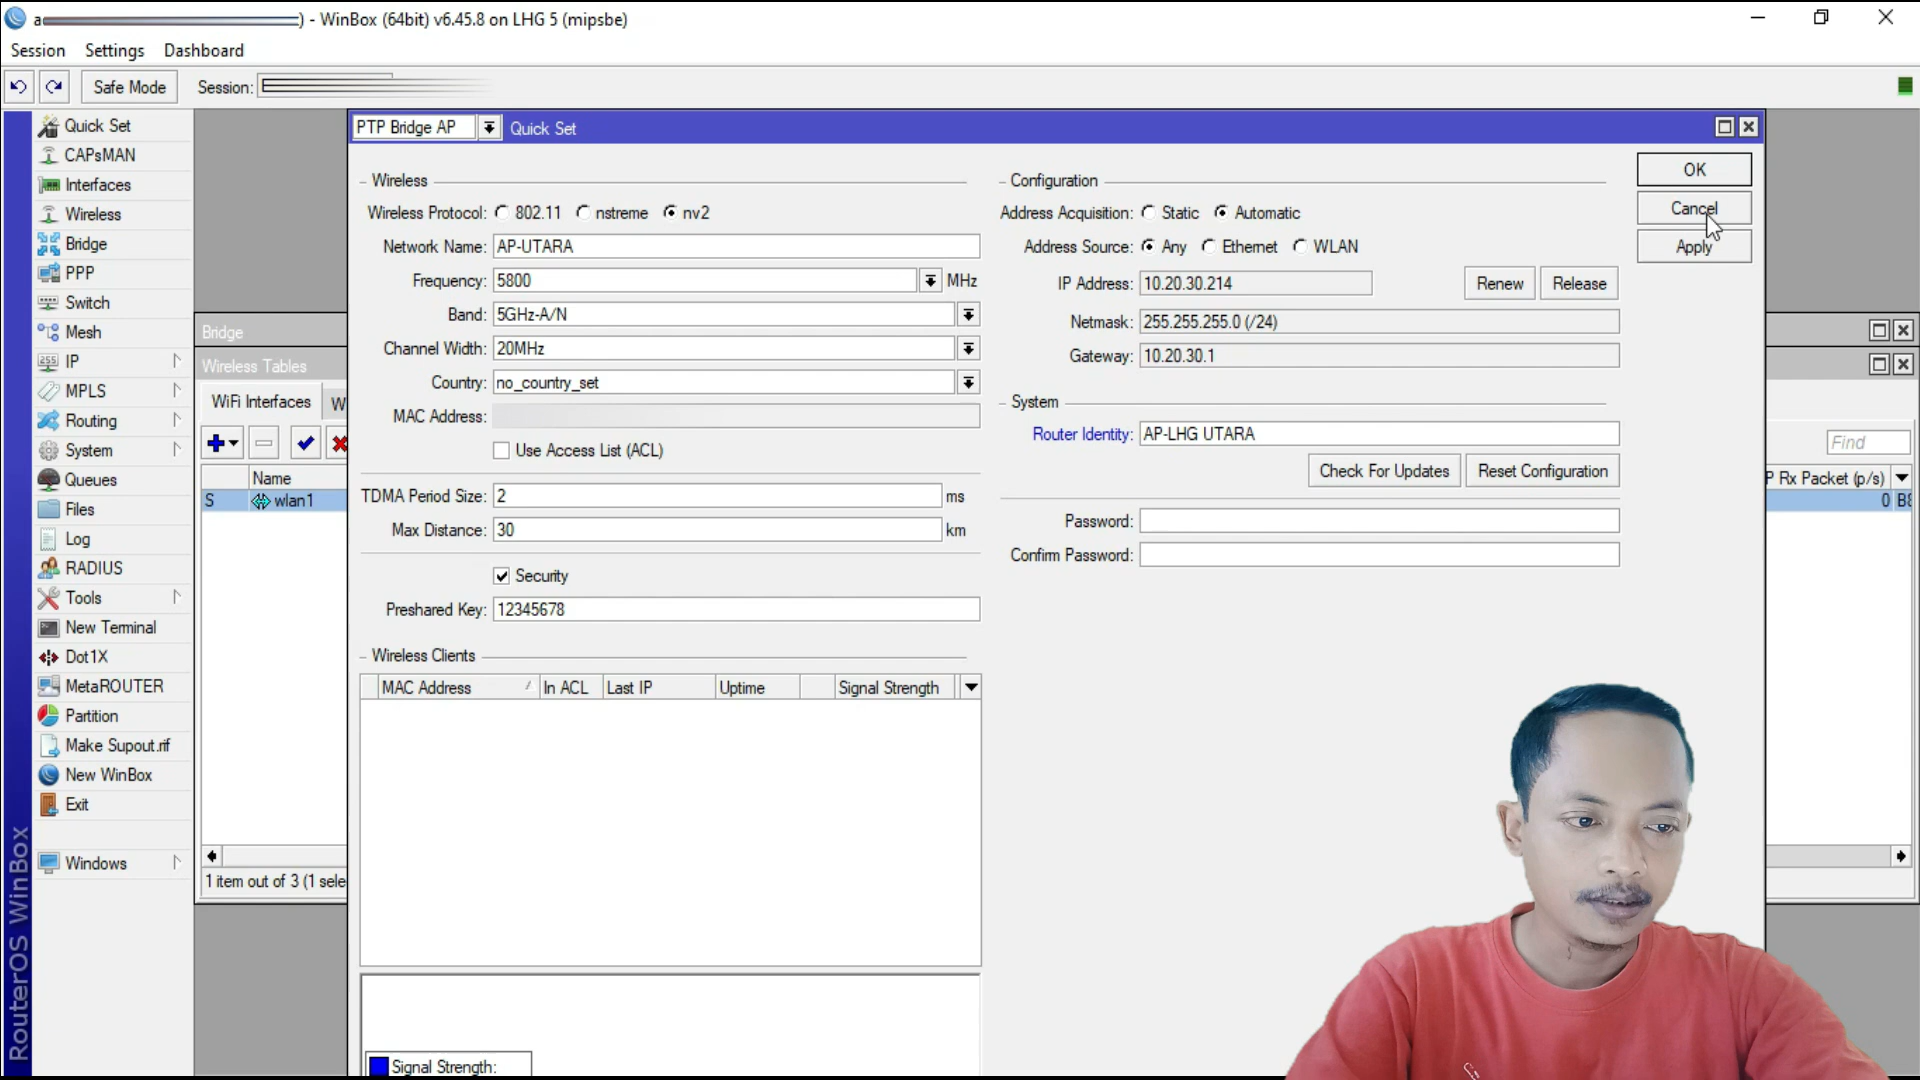 a
) - WinBox (64bit) v6.45.8 on LHG 5 (mipsbe)
Session Settings Dashboard
Safe Mode Session:
Quick Set
CAPsMAN
Interfaces
Wireless
Bridge
PPP
Switch
Mesh
IP
MPLS
Routing
System
Queues
Files
Log
RADIUS
Tools
New Terminal
Dot1X
MetaROUTER
Partition
Make Supout.rif
New WinBox
Exit
Windows
RouterOS WinBox
Bridge
Wireless Tables
WiFi Interfaces W
Name
S wlan1
1 item out of 3 (1 sele
Find
P Rx Packet (p/s)
0 B8
PTP Bridge AP Quick Set
Wireless
Wireless Protocol: 802.11 nstreme nv2
Network Name: AP-UTARA
Frequency: 5800 MHz
Band: 5GHz-A/N
Channel Width: 20MHz
Country: no_country_set
MAC Address:
Use Access List (ACL)
TDMA Period Size: 2 ms
Max Distance: 30 km
Security
Preshared Key: 12345678
Wireless Clients
MAC Address In ACL Last IP Uptime Signal Strength
Signal Strength:
Configuration
Address Acquisition: Static Automatic
Address Source: Any Ethernet WLAN
IP Address: 10.20.30.214 Renew Release
Netmask: 255.255.255.0 (/24)
Gateway: 10.20.30.1
System
Router Identity: AP-LHG UTARA
Check For Updates Reset Configuration
Password:
Confirm Password:
OK
Cancel
Apply